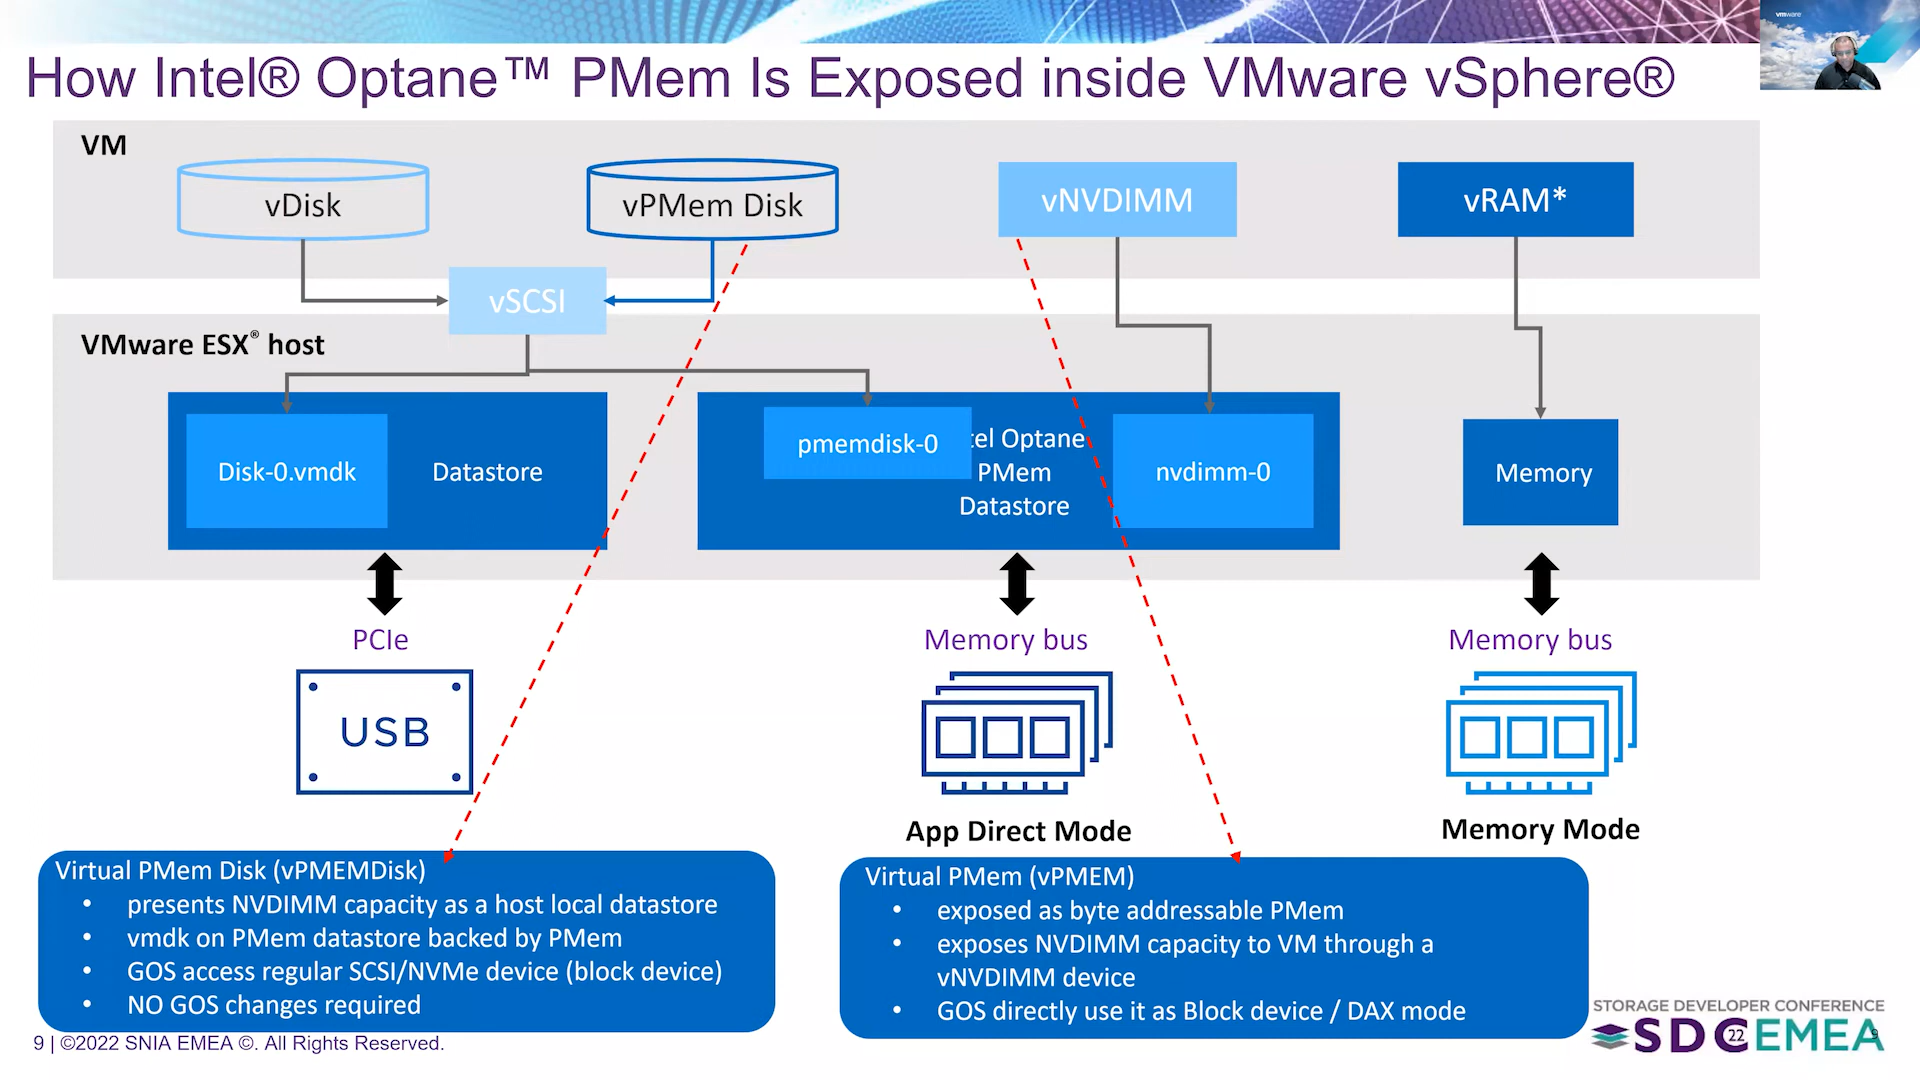 vmware
How Intel® Optane™ PMem Is Exposed inside VMware vSphere®
VM
vDisk
vPMem Disk
vNVDIMM
vRAM*
vSCSI
VMware ESX® host
Disk-0.vmdk
Datastore
pmemdisk-0
tel Optane
PMem
Datastore
nvdimm-0
Memory
PCIe
Memory bus
Memory bus
USB
App Direct Mode
Memory Mode
Virtual PMem Disk (vPMEMDisk)
• presents NVDIMM capacity as a host local datastore
• vmdk on PMem datastore backed by PMem
• GOS access regular SCSI/NVMe device (block device)
• NO GOS changes required
Virtual PMem (vPMEM)
• exposed as byte addressable PMem
• exposes NVDIMM capacity to VM through a
vNVDIMM device
• GOS directly use it as Block device / DAX mode
9 | ©2022 SNIA EMEA ©. All Rights Reserved.
STORAGE DEVELOPER CONFERENCE
SDC 22 EMEA
9